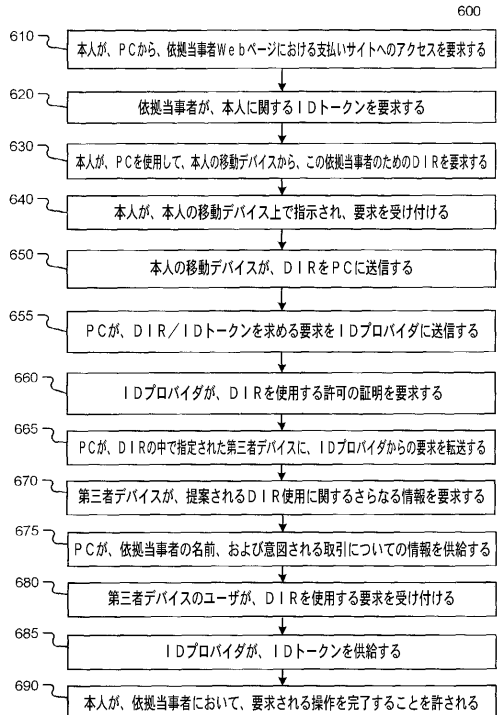 600
610 本人が、PCから、依拠当事者Webページにおける支払いサイトへのアクセスを要求する
620 依拠当事者が、本人に関するIDトークンを要求する
630 本人が、PCを使用して、本人の移動デバイスから、この依拠当事者のためのDIRを要求する
640 本人が、本人の移動デバイス上で指示され、要求を受け付ける
650 本人の移動デバイスが、DIRをPCに送信する
655 PCが、DIR/IDトークンを求める要求をIDプロバイダに送信する
660 IDプロバイダが、DIRを使用する許可の証明を要求する
665 PCが、DIRの中で指定された第三者デバイスに、IDプロバイダからの要求を転送する
670 第三者デバイスが、提案されるDIR使用に関するさらなる情報を要求する
675 PCが、依拠当事者の名前、および意図される取引についての情報を供給する
680 第三者デバイスのユーザが、DIRを使用する要求を受け付ける
685 IDプロバイダが、IDトークンを供給する
690 本人が、依拠当事者において、要求される操作を完了することを許される